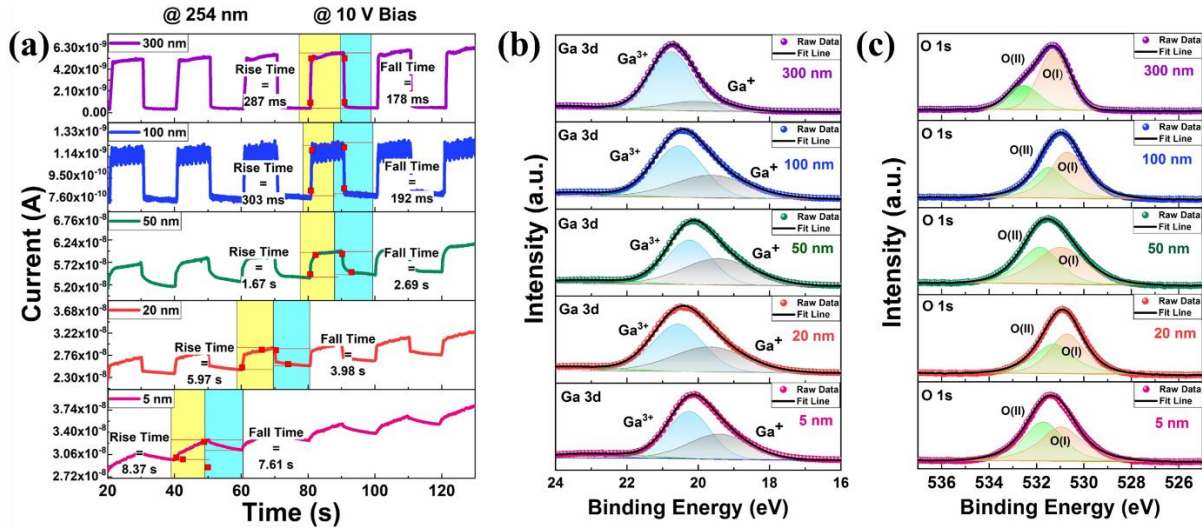 @ 254 nm
@ 10 V Bias
(a)
Current (A)
300 nm
6.30x10⁻⁹
4.20x10⁻⁹
2.10x10⁻⁹
0.00
Rise Time
=
287 ms
Fall Time
=
178 ms
100 nm
1.33x10⁻⁹
1.14x10⁻⁹
9.50x10⁻¹⁰
7.60x10⁻¹⁰
Rise Time
=
303 ms
Fall Time
=
192 ms
50 nm
6.76x10⁻⁸
6.24x10⁻⁸
5.72x10⁻⁸
5.20x10⁻⁸
Rise Time
=
1.67 s
Fall Time
=
2.69 s
20 nm
3.68x10⁻⁸
3.22x10⁻⁸
2.76x10⁻⁸
2.30x10⁻⁸
Rise Time
=
5.97 s
Fall Time
=
3.98 s
5 nm
3.74x10⁻⁸
3.40x10⁻⁸
3.06x10⁻⁸
2.72x10⁻⁸
Rise Time
=
8.37 s
Fall Time
=
7.61 s
20 40 60 80 100 120
Time (s)
(b)
Intensity (a.u.)
Ga 3d
Ga³⁺
Ga⁺
Raw Data
Fit Line
300 nm
Ga 3d
Ga³⁺
Ga⁺
Raw Data
Fit Line
100 nm
Ga 3d
Ga³⁺
Ga⁺
Raw Data
Fit Line
50 nm
Ga 3d
Ga³⁺
Ga⁺
Raw Data
Fit Line
20 nm
Ga 3d
Ga³⁺
Ga⁺
Raw Data
Fit Line
5 nm
24 22 20 18 16
Binding Energy (eV)
(c)
Intensity (a.u.)
O 1s
O(II)
O(I)
Raw Data
Fit Line
300 nm
O 1s
O(II)
O(I)
Raw Data
Fit Line
100 nm
O 1s
O(II)
O(I)
Raw Data
Fit Line
50 nm
O 1s
O(II)
O(I)
Raw Data
Fit Line
20 nm
O 1s
O(II)
O(I)
Raw Data
Fit Line
5 nm
536 534 532 530 528 526
Binding Energy (eV)